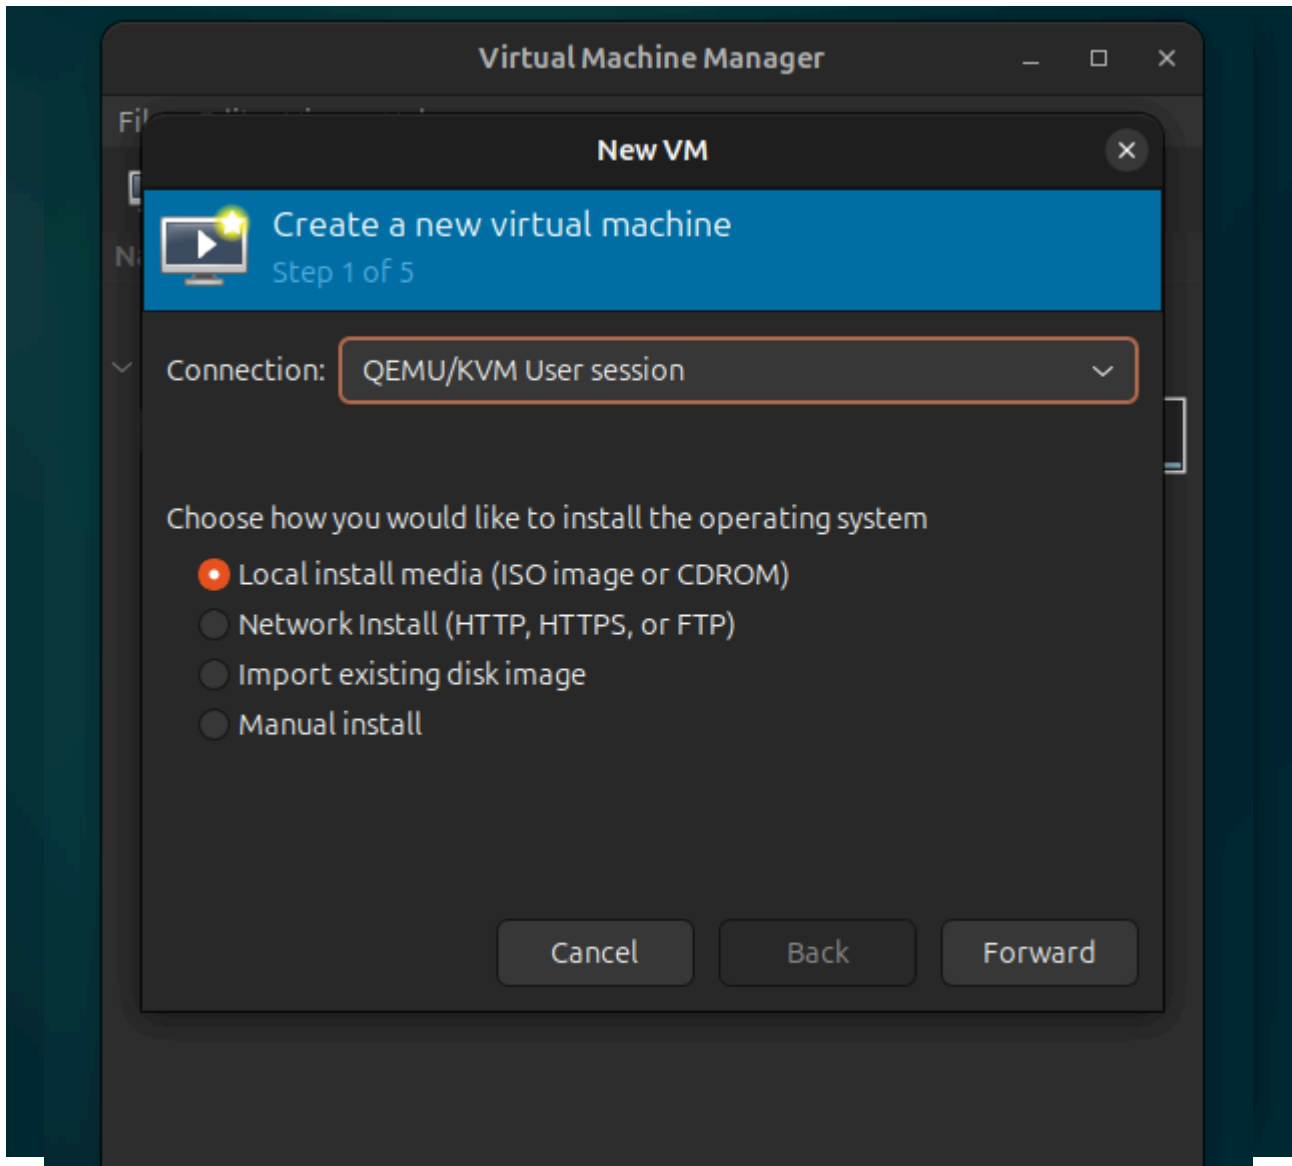 Virtual Machine Manager
New VM
Create a new virtual machine
Step 1 of 5
Connection: QEMU/KVM User session
Choose how you would like to install the operating system
Local install media (ISO image or CDROM)
Network Install (HTTP, HTTPS, or FTP)
Import existing disk image
Manual install
Cancel Back Forward